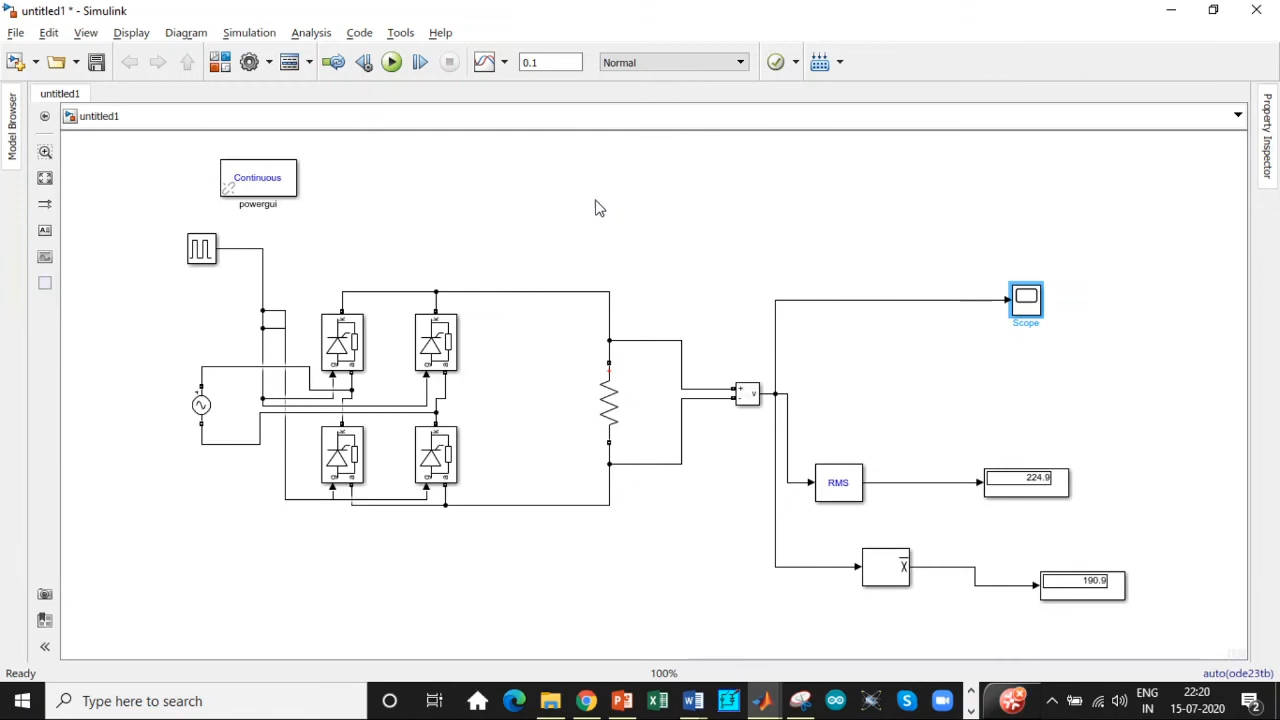 untitled1 * - Simulink
File Edit View Display Diagram Simulation Analysis Code Tools Help
0.1
Normal
untitled1
untitled1
Model Browser
Property Inspector
Continuous
powergui
k
g a
k
g a
k
g a
k
g a
+
+
- v
Scope
RMS
224.9
X
190.9
Ready
100%
auto(ode23tb)
Type here to search
ENG
IN
22:20
15-07-2020
2